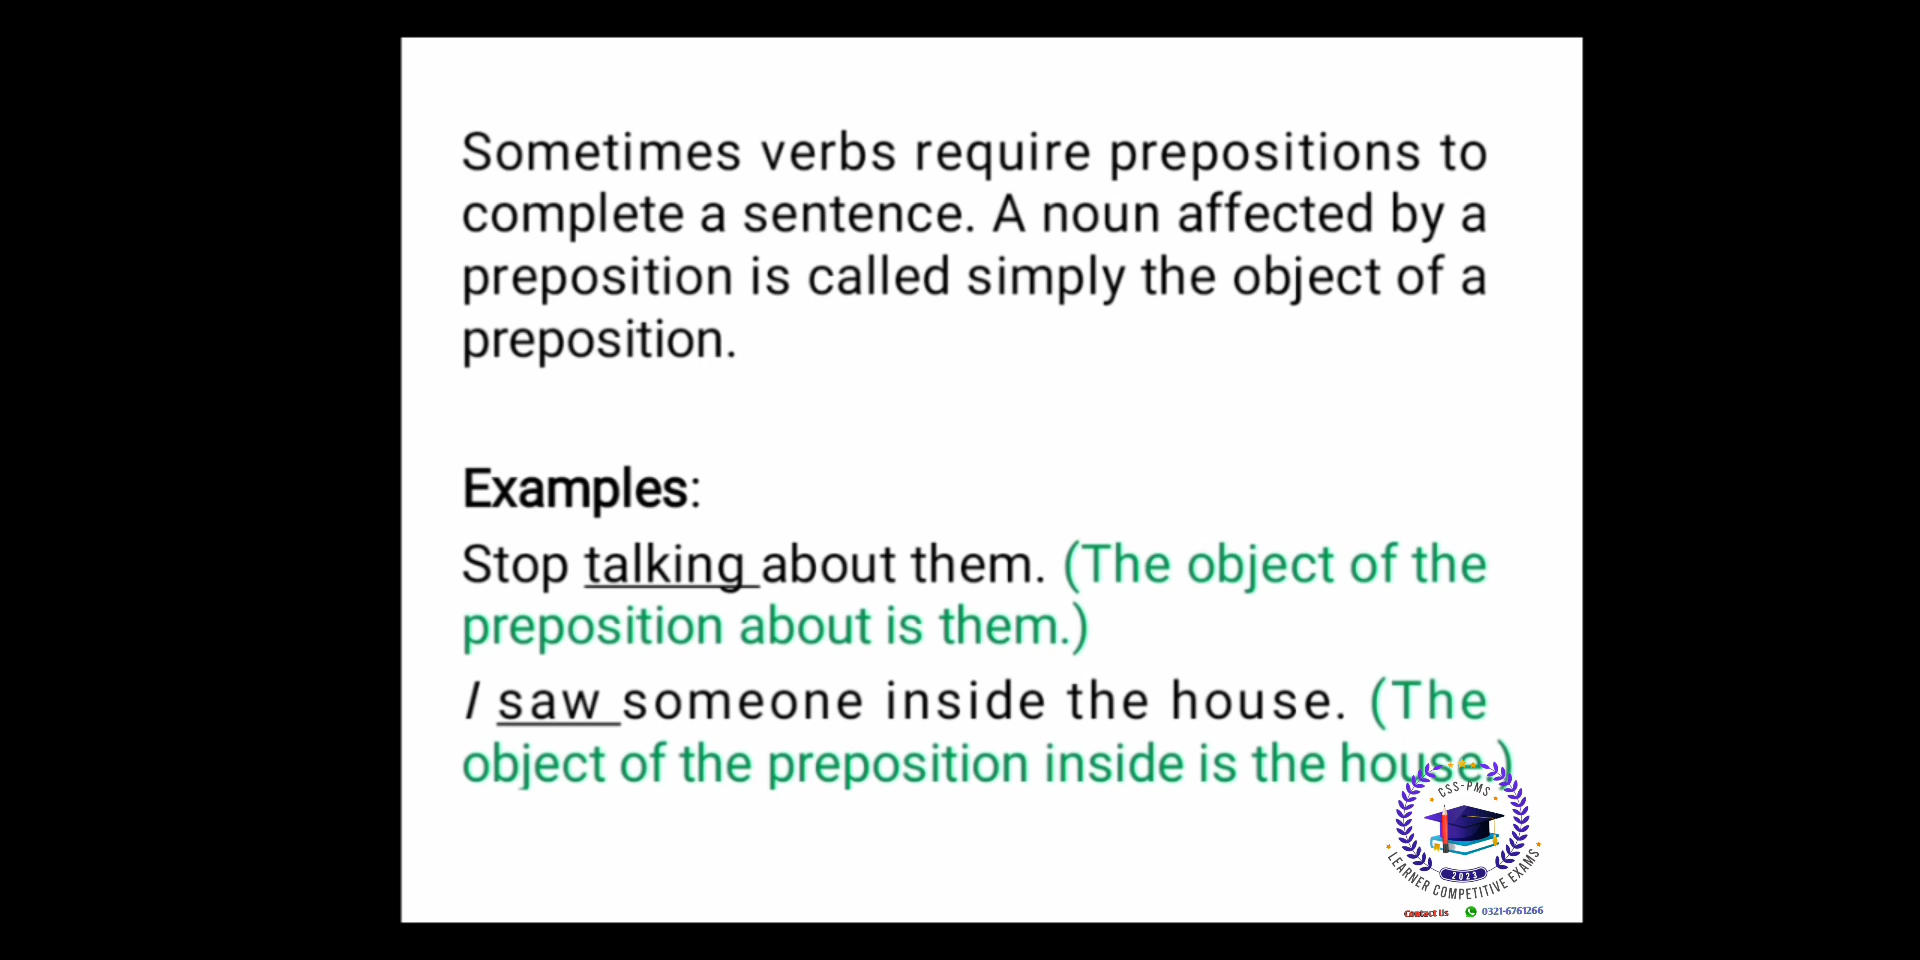 Sometimes verbs require prepositions to
complete a sentence. A noun affected by a
preposition is called simply the object of a
preposition.
Examples:
Stop talking about them. (The object of the
preposition about is them.)
I saw someone inside the house. (The
object of the preposition inside is the house.)
CSS-PMS
2023
LEARNER COMPETITIVE EXAMS
Contact Us 0321-6761266